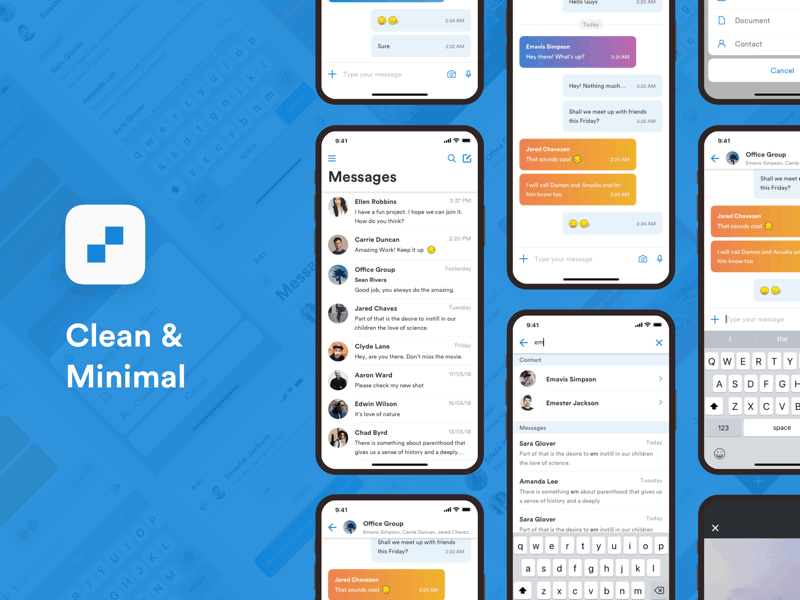 Clean &
Minimal
2:24 AM
Sure
2:22 AM
Type your message
9:41
Messages
Ellen Robbins
3:37 PM
I have a fun project. I hope we can join it.
How do you think?
Carrie Duncan
2:20 PM
Amazing Work! Keep it up
Office Group
Yesterday
Sean Rivera
Good job, you always do the amazing.
Jared Chavez
Tuesday
Part of that is the desire to instill in our
children the love of science.
Clyde Lane
Friday
Hey, are you there. Don't miss the movie.
Aaron Ward
17/05/18
Please check my new shot
Edwin Wilson
16/05/18
It's love of nature
Chad Byrd
13/05/18
There is something about parenthood that
gives us a sense of history and a deeply...
9:41
Office Group
Emavis Simpson, Carrie Duncan, Jared Chavez...
Shall we meet up with friends
this Friday?
2:22 AM
Jared Chavezen
That sounds cool
2:23 AM
Hello Guys
2:20 AM
Today
Emavis Simpson
Hey there! What's up?
2:21 AM
Hey! Nothing much...
2:22 AM
Shall we meet up with friends
this Friday?
2:22 AM
Jared Chavezen
That sounds cool
2:23 AM
I will call Daman and Anuska and let
him know too
2:25 AM
2:24 AM
Type your message
9:41
em
Contact
Emavis Simpson
Emester Jackson
Messages
Sara Glover
Today
Part of that is the desire to em instill in our children
the love of science.
Amanda Lee
Tuesday
There is something em about parenthood that gives us
a sense of history and a deeply...
Sara Glover
Today
Part of that is the desire to em instill in our children
q w e r t y u i o p
a s d f g h j k l
z x c v b n m
Document
Contact
Cancel
9:41
Office Group
Emavis Simpson, Carrie
Shall we meet
this Friday?
Jared Chavezen
That sounds cool
I will call Daman and Anuska
him know too
Type your message
I
the
Q W E R T Y
A S D F G H
Z X C V B
123
space